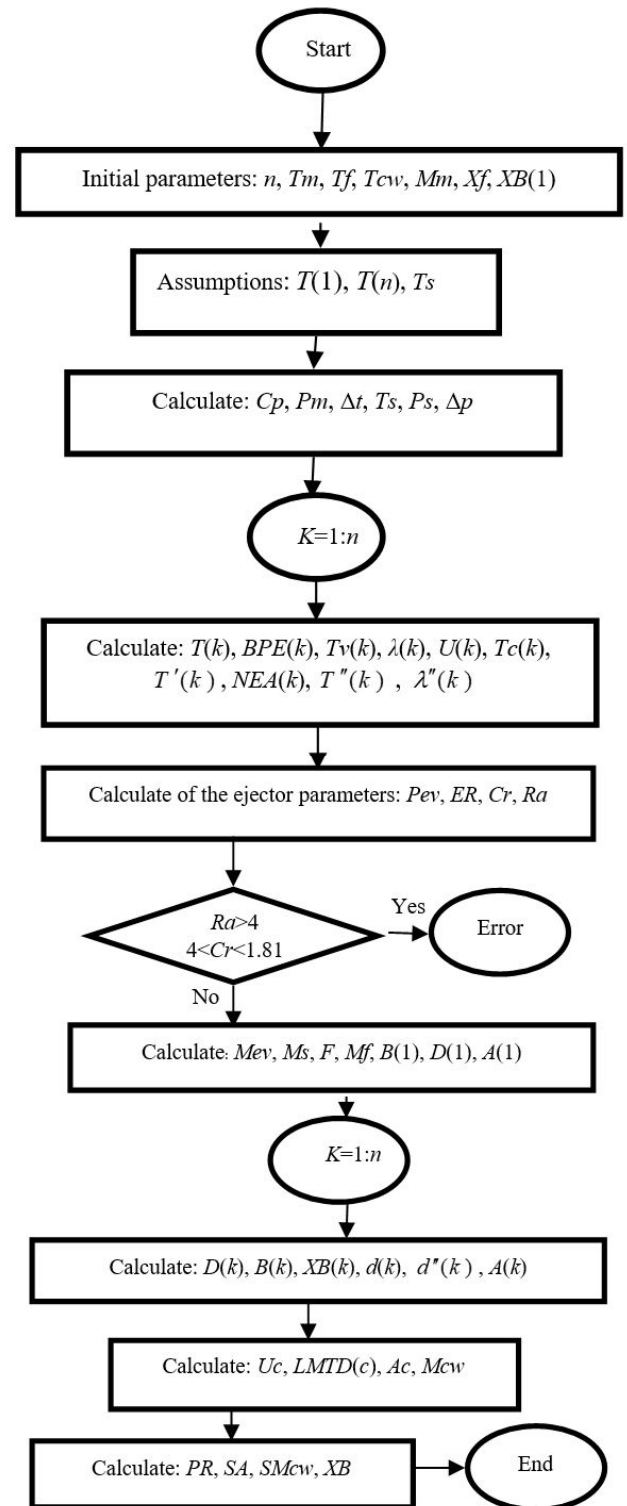 Start
Initial parameters: n, Tm, Tf, Tcw, Mm, Xf, XB(1)
Assumptions: T(1), T(n), Ts
Calculate: Cp, Pm, Δt, Ts, Ps, Δp
K=1:n
Calculate: T(k), BPE(k), Tv(k), λ(k), U(k), Tc(k),
T′(k), NEA(k), T″(k), λ″(k)
Calculate of the ejector parameters: Pev, ER, Cr, Ra
Ra>4
4<Cr<1.81
Yes
Error
No
Calculate: Mev, Ms, F, Mf, B(1), D(1), A(1)
K=1:n
Calculate: D(k), B(k), XB(k), d(k), d″(k), A(k)
Calculate: Uc, LMTD(c), Ac, Mcw
Calculate: PR, SA, SMcw, XB
End